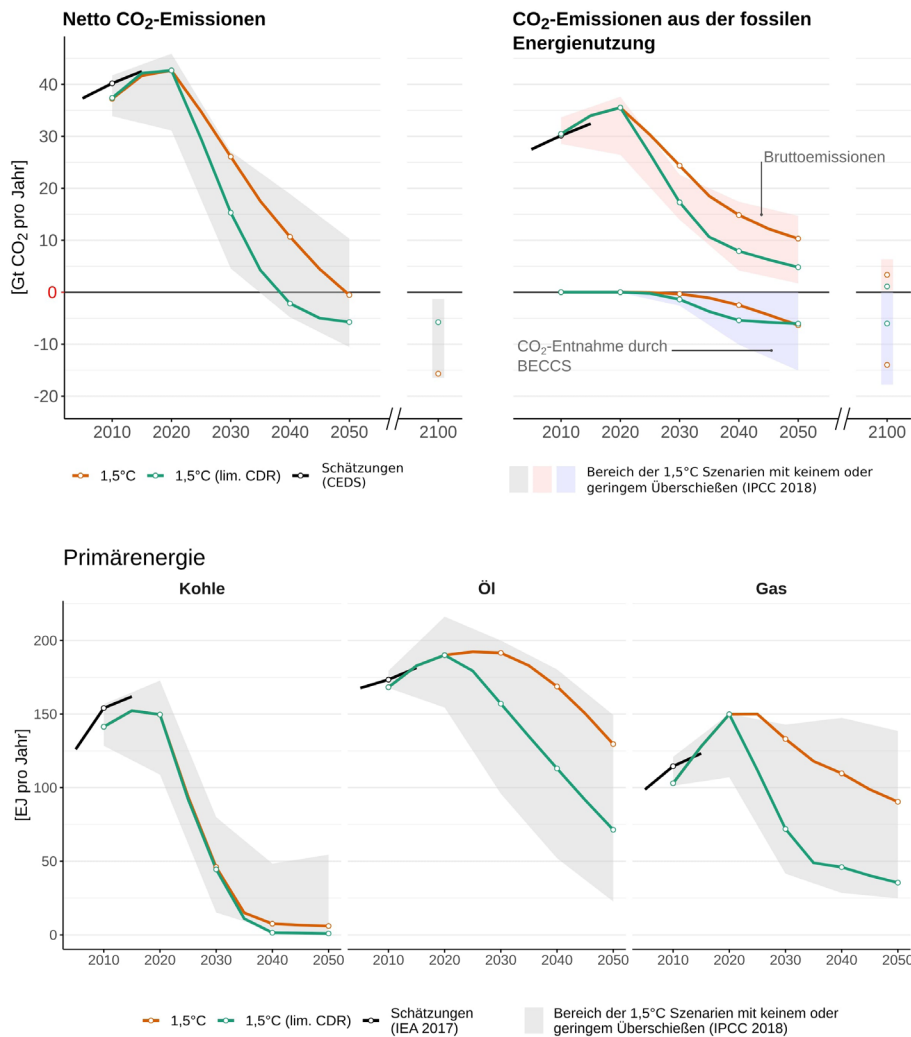 Netto CO₂-Emissionen
CO₂-Emissionen aus der fossilen
Energienutzung
[Gt CO₂ pro Jahr]
40
30
20
10
0
-10
-20
2010
2020
2030
2040
2050
2100
Bruttoemissionen
CO₂-Entnahme durch
BECCS
2010
2020
2030
2040
2050
2100
1,5°C
1,5°C (lim. CDR)
Schätzungen
(CEDS)
Bereich der 1,5°C Szenarien mit keinem oder
geringem Überschießen (IPCC 2018)
Primärenergie
Kohle
Öl
Gas
[EJ pro Jahr]
200
150
100
50
0
2010
2020
2030
2040
2050
2010
2020
2030
2040
2050
2010
2020
2030
2040
2050
1,5°C
1,5°C (lim. CDR)
Schätzungen
(IEA 2017)
Bereich der 1,5°C Szenarien mit keinem oder
geringem Überschießen (IPCC 2018)